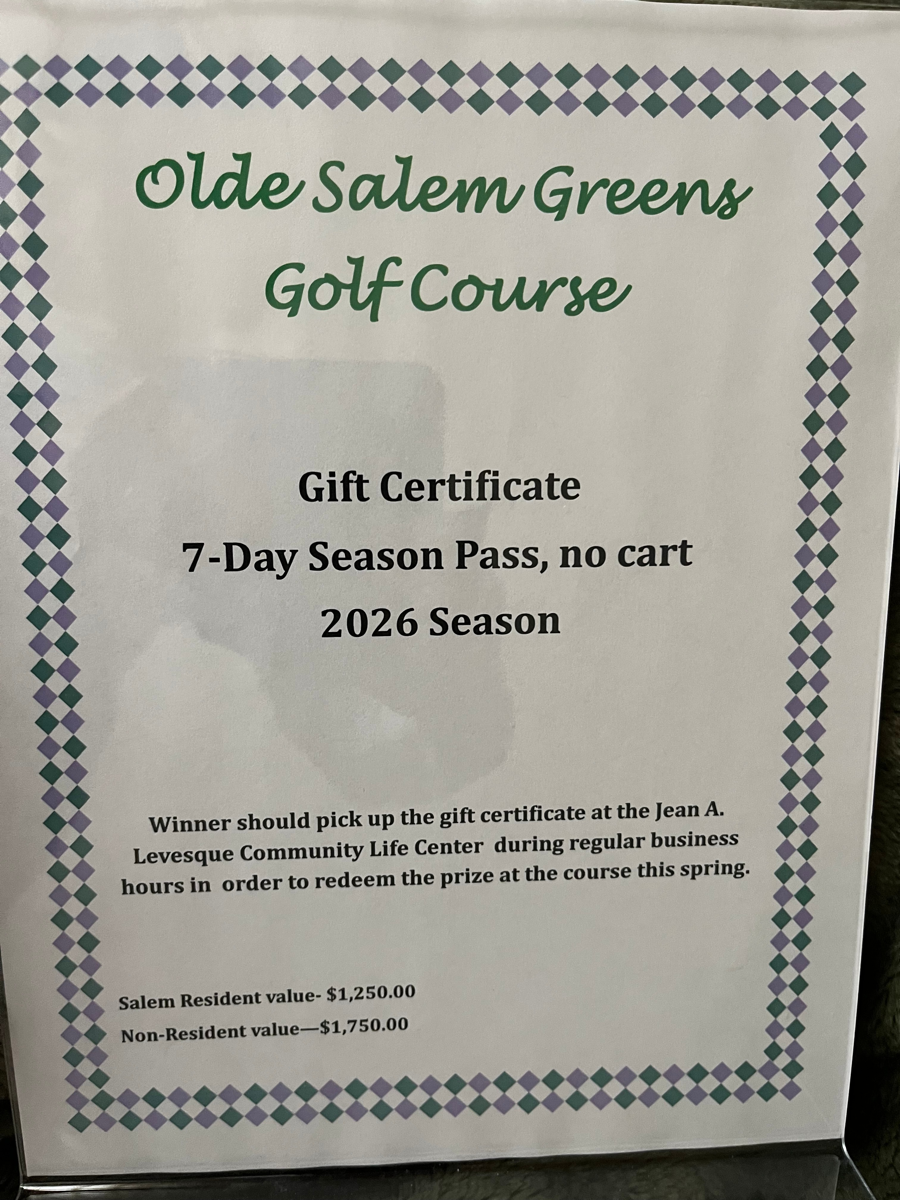 Olde Salem Greens
Golf Course
Gift Certificate
7-Day Season Pass, no cart
2026 Season
Winner should pick up the gift certificate at the Jean A.
Levesque Community Life Center during regular business
hours in order to redeem the prize at the course this spring.
Salem Resident value- $1,250.00
Non-Resident value—$1,750.00